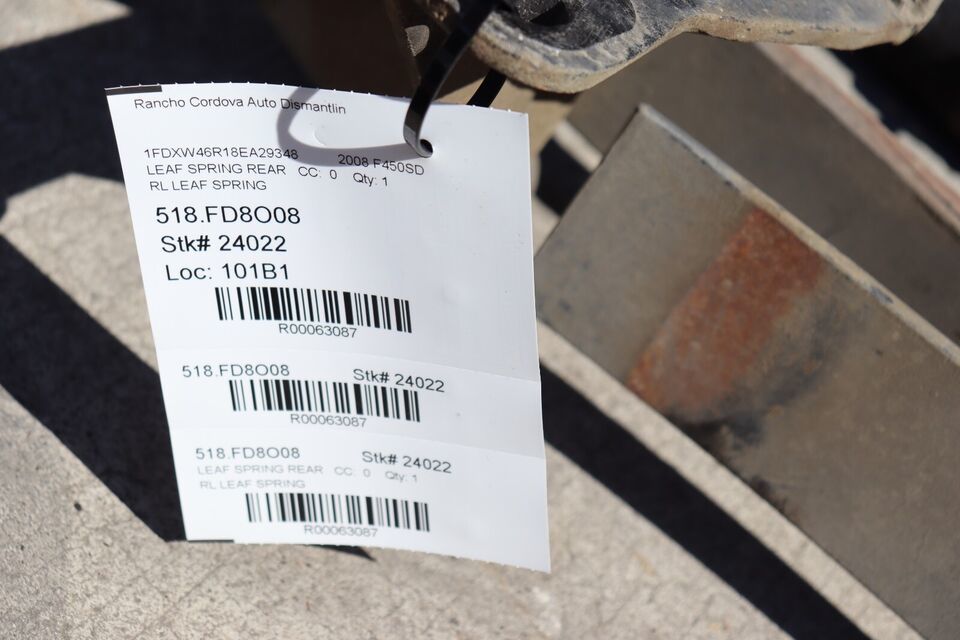 Rancho Cordova Auto Dismantlin
1FDXW46R18EA29348 2008 F450SD
LEAF SPRING REAR CC: 0 Qty: 1
RL LEAF SPRING
518.FD8O08
Stk# 24022
Loc: 101B1
R00063087
518.FD8O08 Stk# 24022
R00063087
518.FD8O08 Stk# 24022
LEAF SPRING REAR CC: 0 Qty: 1
RL LEAF SPRING
R00063087